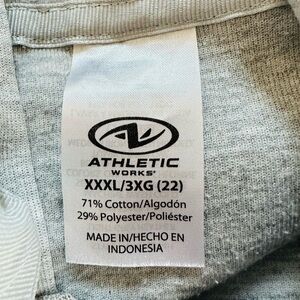 ATHLETIC
WORKS®
XXXL/3XG (22)
71% Cotton/Algodón
29% Polyester/Poliéster
MADE IN/HECHO EN
INDONESIA